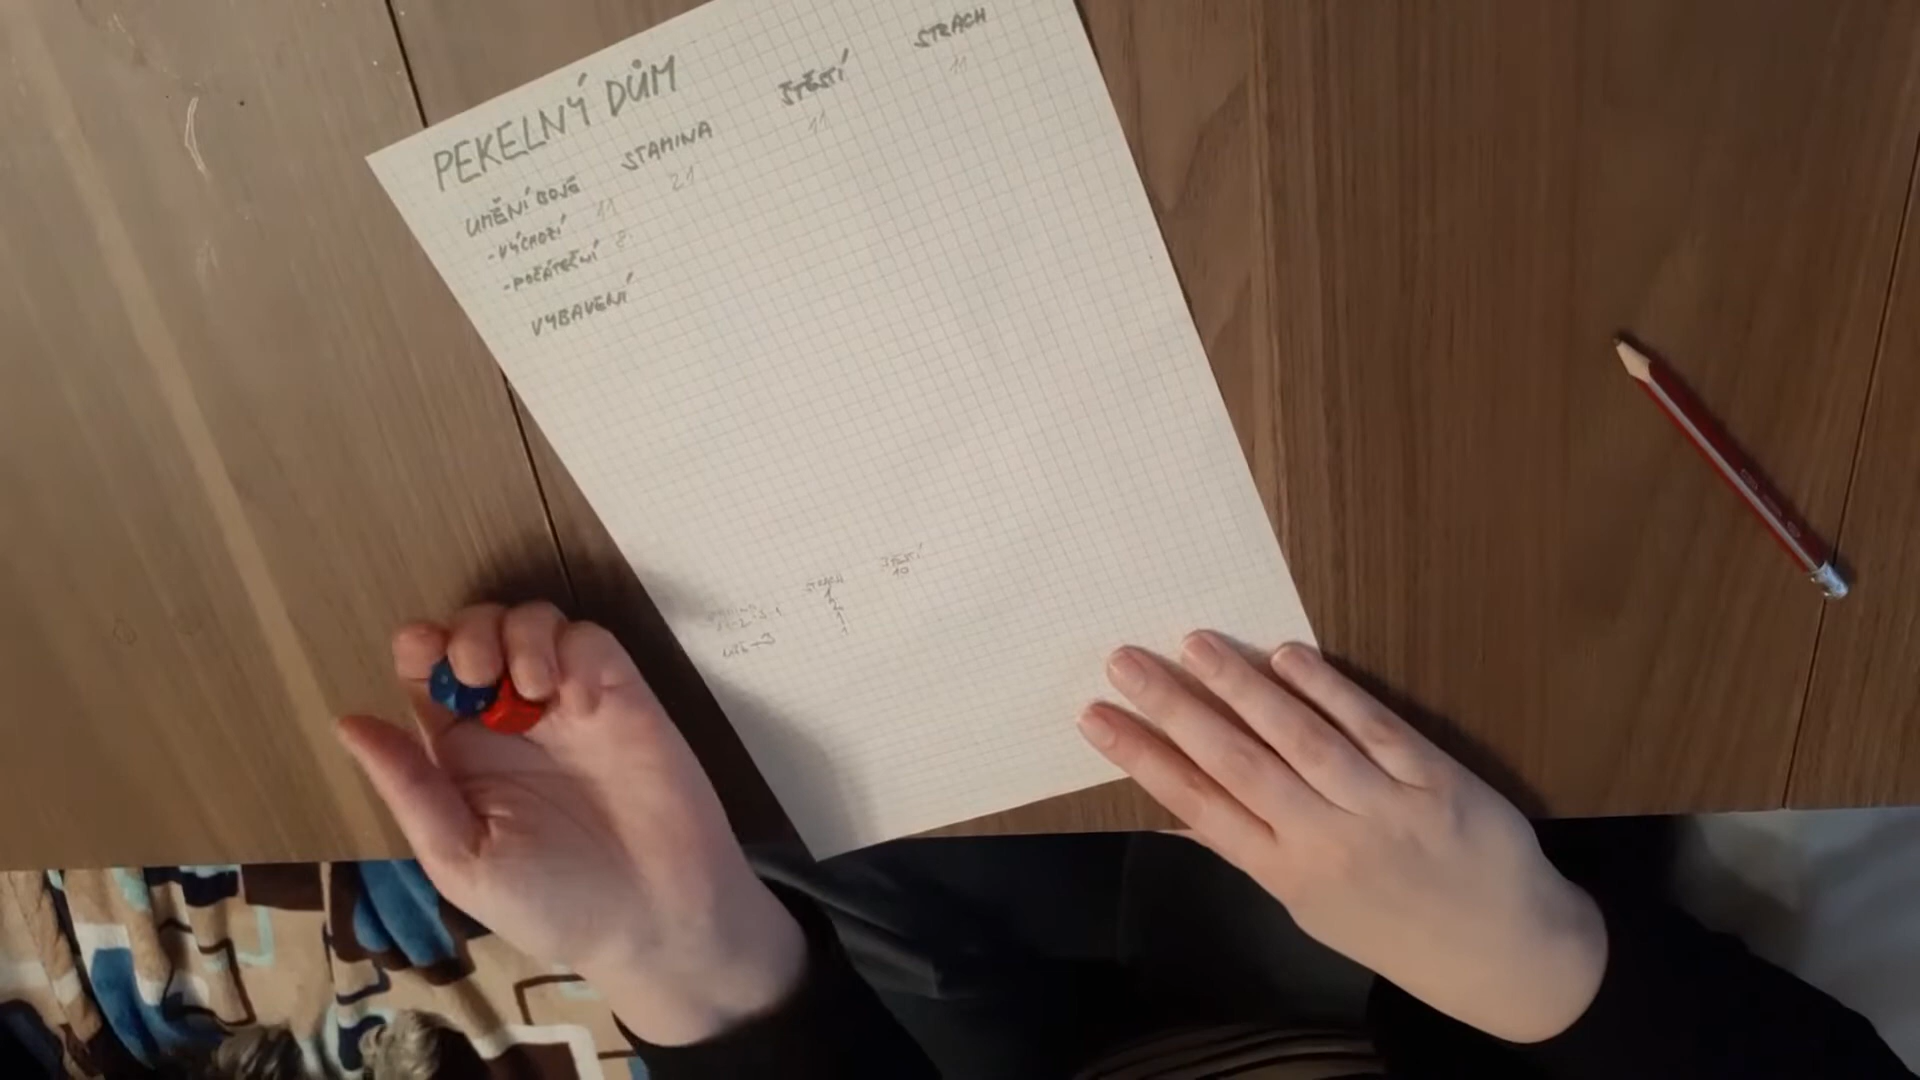 PEKELNÝ DŮM
UMĚNÍ BOJE STAMINA ŠTĚSTÍ STRACH
- VÝCHOZÍ 11 21 11 11
- POČÁTEČNÍ 8
VYBAVENÍ
STRACH ŠTĚSTÍ
10